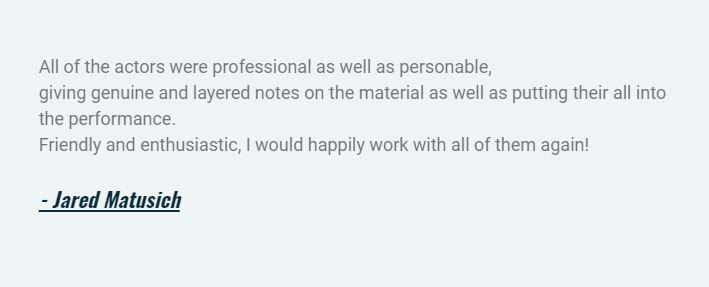 All of the actors were professional as well as personable,
giving genuine and layered notes on the material as well as putting their all into
the performance.
Friendly and enthusiastic, I would happily work with all of them again!
- Jared Matusich